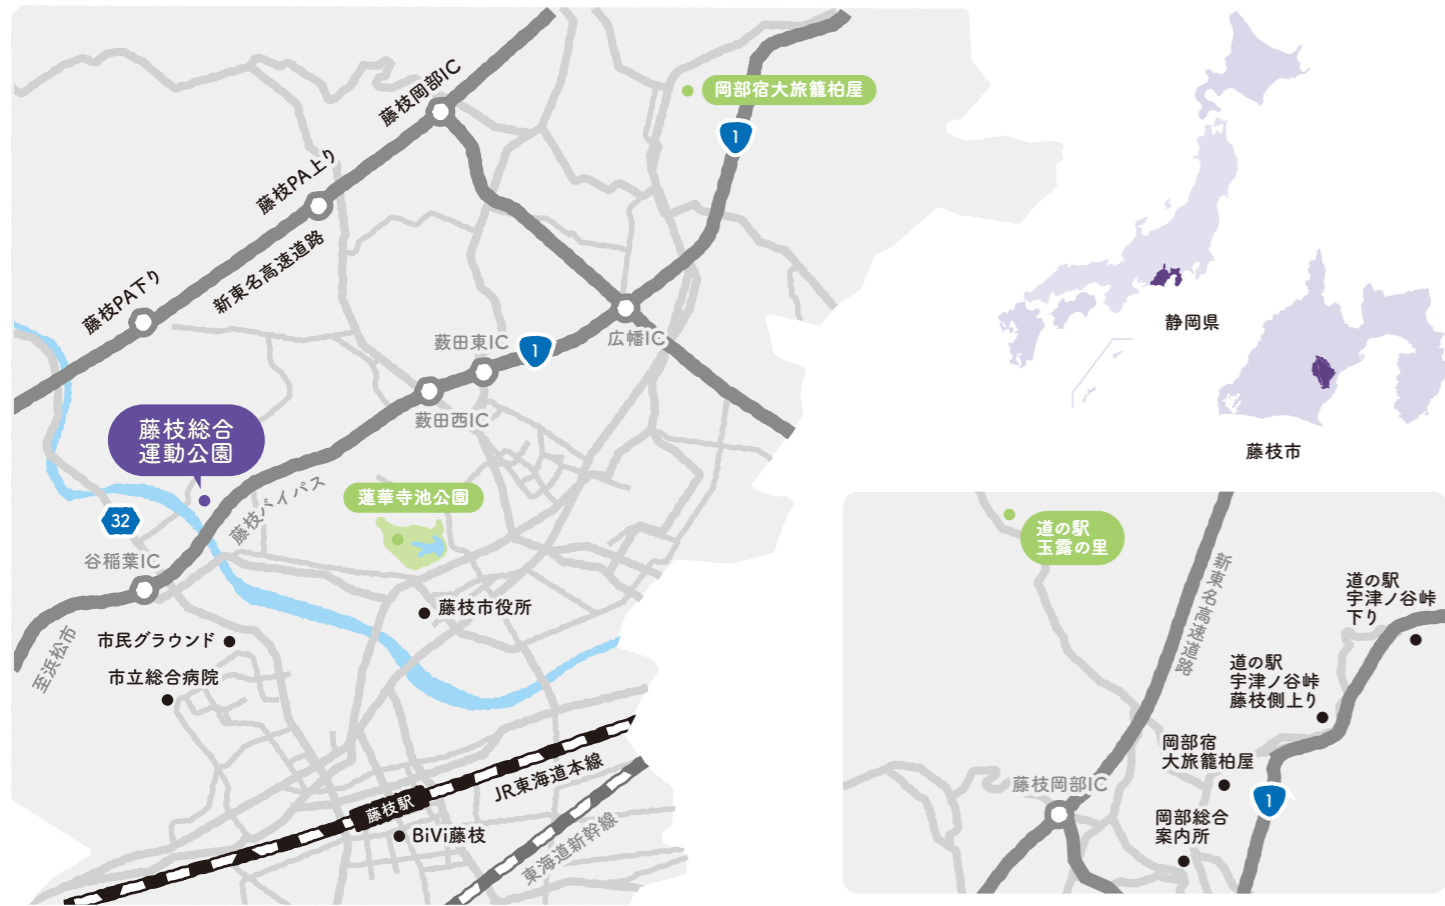 藤枝岡部IC
岡部宿大旅籠柏屋
1
藤枝PA上り
新東名高速道路
藤枝PA下り
藪田東IC
1
広幡IC
藪田西IC
藤枝総合
運動公園
藤枝バイパス
蓮華寺池公園
32
谷稲葉IC
藤枝市役所
至浜松市
市民グラウンド
市立総合病院
JR東海道本線
藤枝駅
BiVi藤枝
東海道新幹線
静岡県
藤枝市
道の駅
玉露の里
新東名高速道路
道の駅
宇津ノ谷峠
下り
道の駅
宇津ノ谷峠
藤枝側上り
岡部宿
大旅籠柏屋
藤枝岡部IC
1
岡部総合
案内所